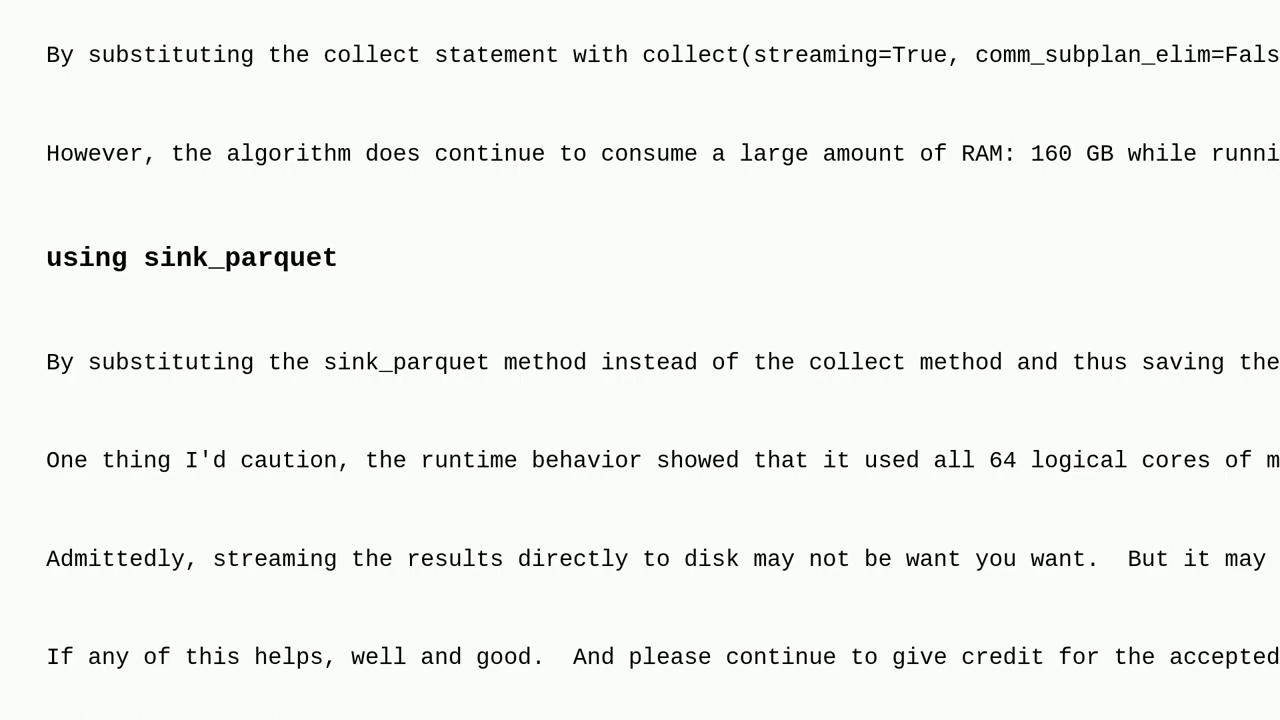 By substituting the collect statement with collect(streaming=True, comm_subplan_elim=Fals
However, the algorithm does continue to consume a large amount of RAM: 160 GB while runni
using sink_parquet
By substituting the sink_parquet method instead of the collect method and thus saving the
One thing I'd caution, the runtime behavior showed that it used all 64 logical cores of m
Admittedly, streaming the results directly to disk may not be want you want.  But it may
If any of this helps, well and good.  And please continue to give credit for the accepted